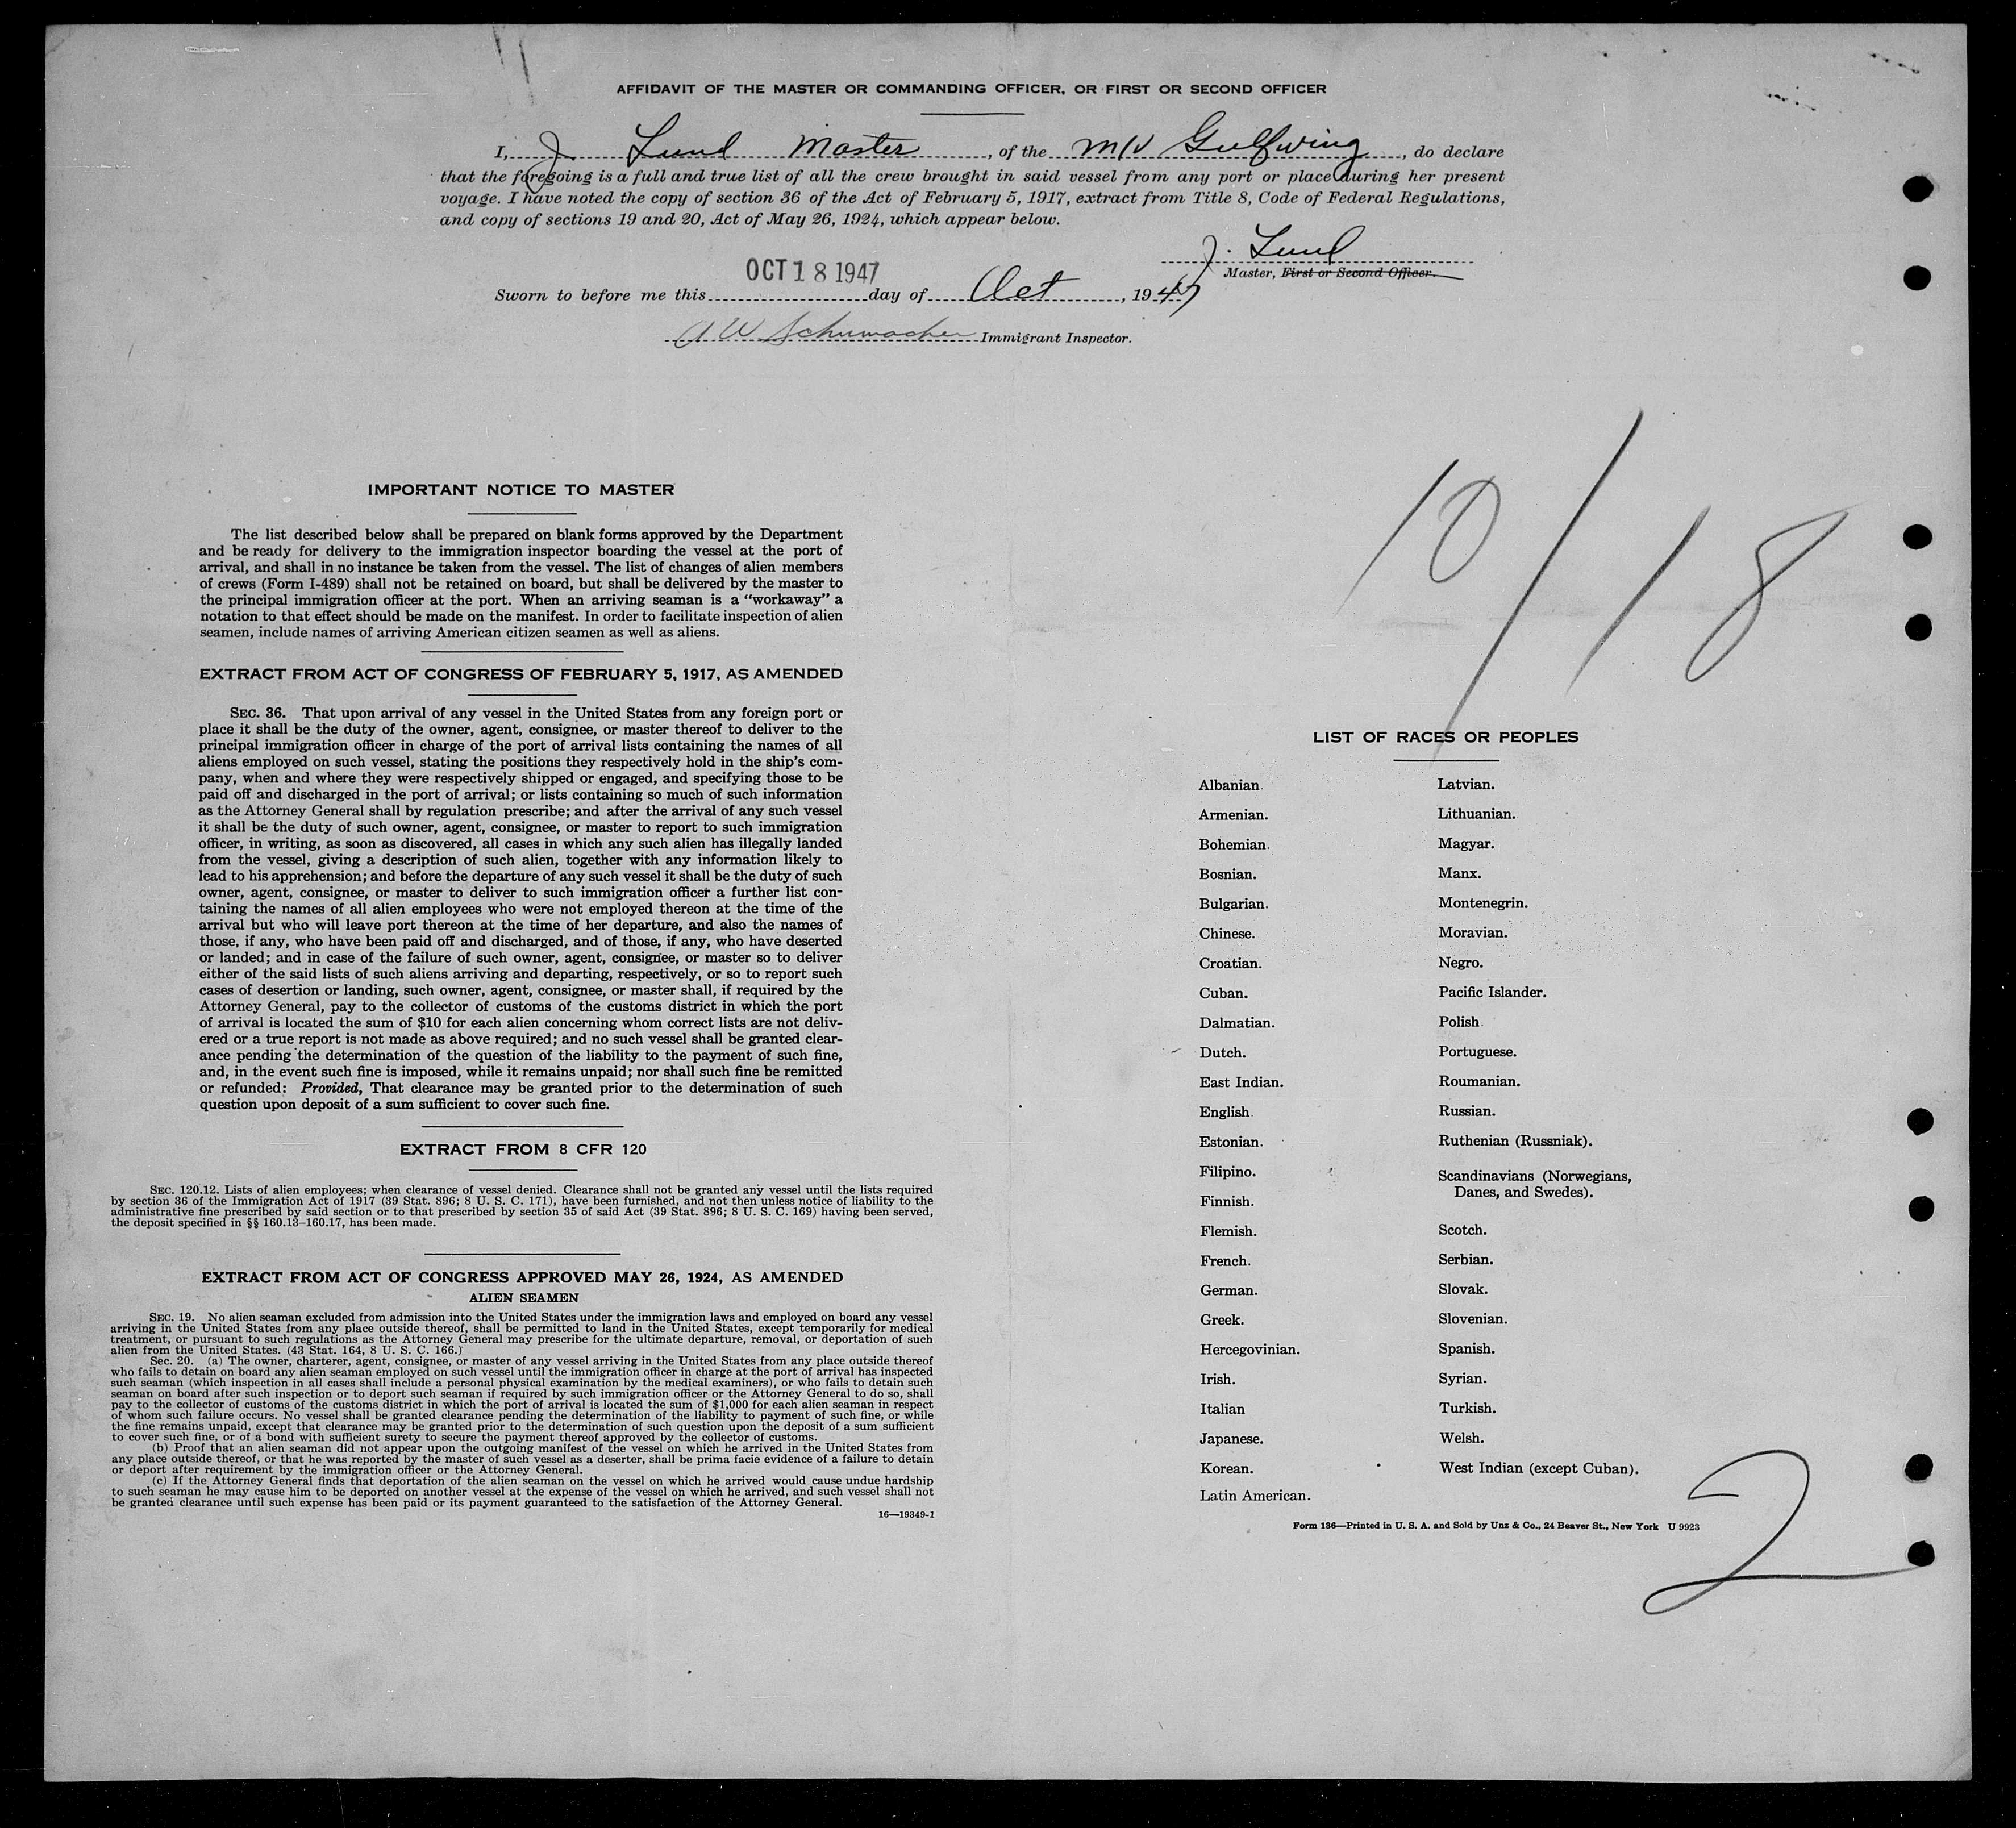 AFFIDAVIT OF THE MASTER OR COMMANDING OFFICER, OR FIRST OR SECOND OFFICER
I, J. Lund Master, of the M/V Gulfwing, do declare
that the foregoing is a full and true list of all the crew brought in said vessel from any port or place during her present
voyage. I have noted the copy of section 36 of the Act of February 5, 1917, extract from Title 8, Code of Federal Regulations,
and copy of sections 19 and 20, Act of May 26, 1924, which appear below.
J. Lund
Master, First or Second Officer.
OCT 18 1947
Sworn to before me this day of Oct, 1947
A W Schumacher Immigrant Inspector.
10/18
IMPORTANT NOTICE TO MASTER
The list described below shall be prepared on blank forms approved by the Department
and be ready for delivery to the immigration inspector boarding the vessel at the port of
arrival, and shall in no instance be taken from the vessel. The list of changes of alien members
of crews (Form I-489) shall not be retained on board, but shall be delivered by the master to
the principal immigration officer at the port. When an arriving seaman is a "workaway" a
notation to that effect should be made on the manifest. In order to facilitate inspection of alien
seamen, include names of arriving American citizen seamen as well as aliens.
EXTRACT FROM ACT OF CONGRESS OF FEBRUARY 5, 1917, AS AMENDED
SEC. 36. That upon arrival of any vessel in the United States from any foreign port or
place it shall be the duty of the owner, agent, consignee, or master thereof to deliver to the
principal immigration officer in charge of the port of arrival lists containing the names of all
aliens employed on such vessel, stating the positions they respectively hold in the ship's com-
pany, when and where they were respectively shipped or engaged, and specifying those to be
paid off and discharged in the port of arrival; or lists containing so much of such information
as the Attorney General shall by regulation prescribe; and after the arrival of any such vessel
it shall be the duty of such owner, agent, consignee, or master to report to such immigration
officer, in writing, as soon as discovered, all cases in which any such alien has illegally landed
from the vessel, giving a description of such alien, together with any information likely to
lead to his apprehension; and before the departure of any such vessel it shall be the duty of such
owner, agent, consignee, or master to deliver to such immigration officer a further list con-
taining the names of all alien employees who were not employed thereon at the time of the
arrival but who will leave port thereon at the time of her departure, and also the names of
those, if any, who have been paid off and discharged, and of those, if any, who have deserted
or landed; and in case of the failure of such owner, agent, consignee, or master so to deliver
either of the said lists of such aliens arriving and departing, respectively, or so to report such
cases of desertion or landing, such owner, agent, consignee, or master shall, if required by the
Attorney General, pay to the collector of customs of the customs district in which the port
of arrival is located the sum of $10 for each alien concerning whom correct lists are not deliv-
ered or a true report is not made as above required; and no such vessel shall be granted clear-
ance pending the determination of the question of the liability to the payment of such fine,
and, in the event such fine is imposed, while it remains unpaid; nor shall such fine be remitted
or refunded: Provided, That clearance may be granted prior to the determination of such
question upon deposit of a sum sufficient to cover such fine.
EXTRACT FROM 8 CFR 120
SEC. 120.12. Lists of alien employees; when clearance of vessel denied. Clearance shall not be granted any vessel until the lists required
by section 36 of the Immigration Act of 1917 (39 Stat. 896; 8 U. S. C. 171), have been furnished, and not then unless notice of liability to the
administrative fine prescribed by said section or to that prescribed by section 35 of said Act (39 Stat. 896; 8 U. S. C. 169) having been served,
the deposit specified in §§ 160.13–160.17, has been made.
EXTRACT FROM ACT OF CONGRESS APPROVED MAY 26, 1924, AS AMENDED
ALIEN SEAMEN
SEC. 19. No alien seaman excluded from admission into the United States under the immigration laws and employed on board any vessel
arriving in the United States from any place outside thereof, shall be permitted to land in the United States, except temporarily for medical
treatment, or pursuant to such regulations as the Attorney General may prescribe for the ultimate departure, removal, or deportation of such
alien from the United States. (43 Stat. 164, 8 U. S. C. 166.)
Sec. 20. (a) The owner, charterer, agent, consignee, or master of any vessel arriving in the United States from any place outside thereof
who fails to detain on board any alien seaman employed on such vessel until the immigration officer in charge at the port of arrival has inspected
such seaman (which inspection in all cases shall include a personal physical examination by the medical examiners), or who fails to detain such
seaman on board after such inspection or to deport such seaman if required by such immigration officer or the Attorney General to do so, shall
pay to the collector of customs of the customs district in which the port of arrival is located the sum of $1,000 for each alien seaman in respect
of whom such failure occurs. No vessel shall be granted clearance pending the determination of the liability to payment of such fine, or while
the fine remains unpaid, except that clearance may be granted prior to the determination of such question upon the deposit of a sum sufficient
to cover such fine, or of a bond with sufficient surety to secure the payment thereof approved by the collector of customs.
(b) Proof that an alien seaman did not appear upon the outgoing manifest of the vessel on which he arrived in the United States from
any place outside thereof, or that he was reported by the master of such vessel as a deserter, shall be prima facie evidence of a failure to detain
or deport after requirement by the immigration officer or the Attorney General.
(c) If the Attorney General finds that deportation of the alien seaman on the vessel on which he arrived would cause undue hardship
to such seaman he may cause him to be deported on another vessel at the expense of the vessel on which he arrived, and such vessel shall not
be granted clearance until such expense has been paid or its payment guaranteed to the satisfaction of the Attorney General.
16—19349-1
LIST OF RACES OR PEOPLES
Albanian.
Armenian.
Bohemian.
Bosnian.
Bulgarian.
Chinese.
Croatian.
Cuban.
Dalmatian.
Dutch.
East Indian.
English.
Estonian.
Filipino.
Finnish.
Flemish.
French.
German.
Greek.
Hercegovinian.
Irish.
Italian
Japanese.
Korean.
Latin American.
Latvian.
Lithuanian.
Magyar.
Manx.
Montenegrin.
Moravian.
Negro.
Pacific Islander.
Polish.
Portuguese.
Roumanian.
Russian.
Ruthenian (Russniak).
Scandinavians (Norwegians,
Danes, and Swedes).
Scotch.
Serbian.
Slovak.
Slovenian.
Spanish.
Syrian.
Turkish.
Welsh.
West Indian (except Cuban).
Form 136—Printed in U. S. A. and Sold by Unz & Co., 24 Beaver St., New York U 9923
2